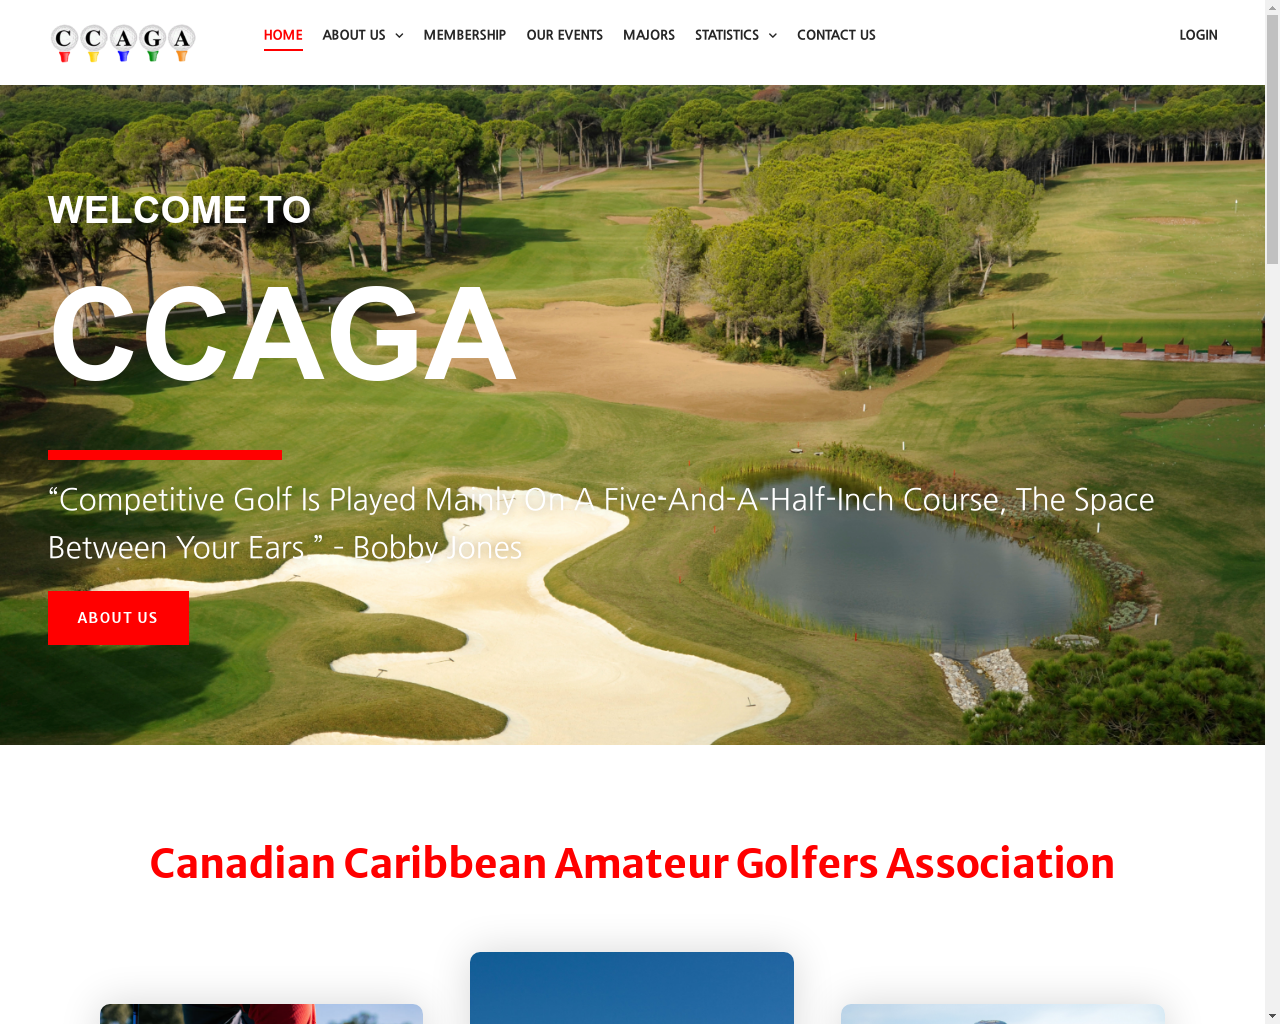 C C A G A
HOME
ABOUT US
MEMBERSHIP
OUR EVENTS
MAJORS
STATISTICS
CONTACT US
LOGIN
WELCOME TO
CCAGA
“Competitive Golf Is Played Mainly On A Five-And-A-Half-Inch Course, The Space
Between Your Ears.” – Bobby Jones
ABOUT US
Canadian Caribbean Amateur Golfers Association